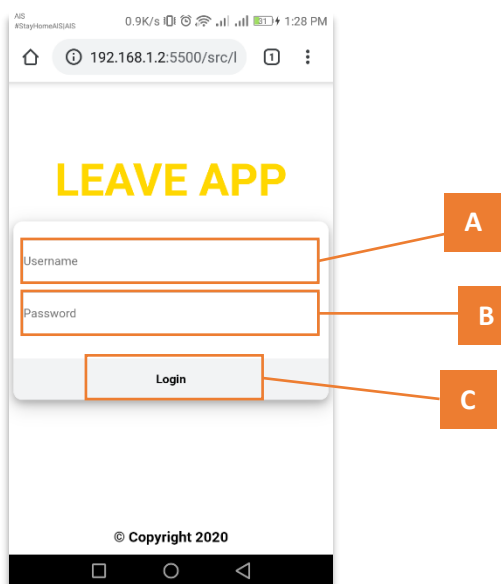 AIS
#StayHomeAIS|AIS
0.9K/s 31 1:28 PM
192.168.1.2:5500/src/l 1
LEAVE APP
A
Username
Password
B
Login
C
© Copyright 2020